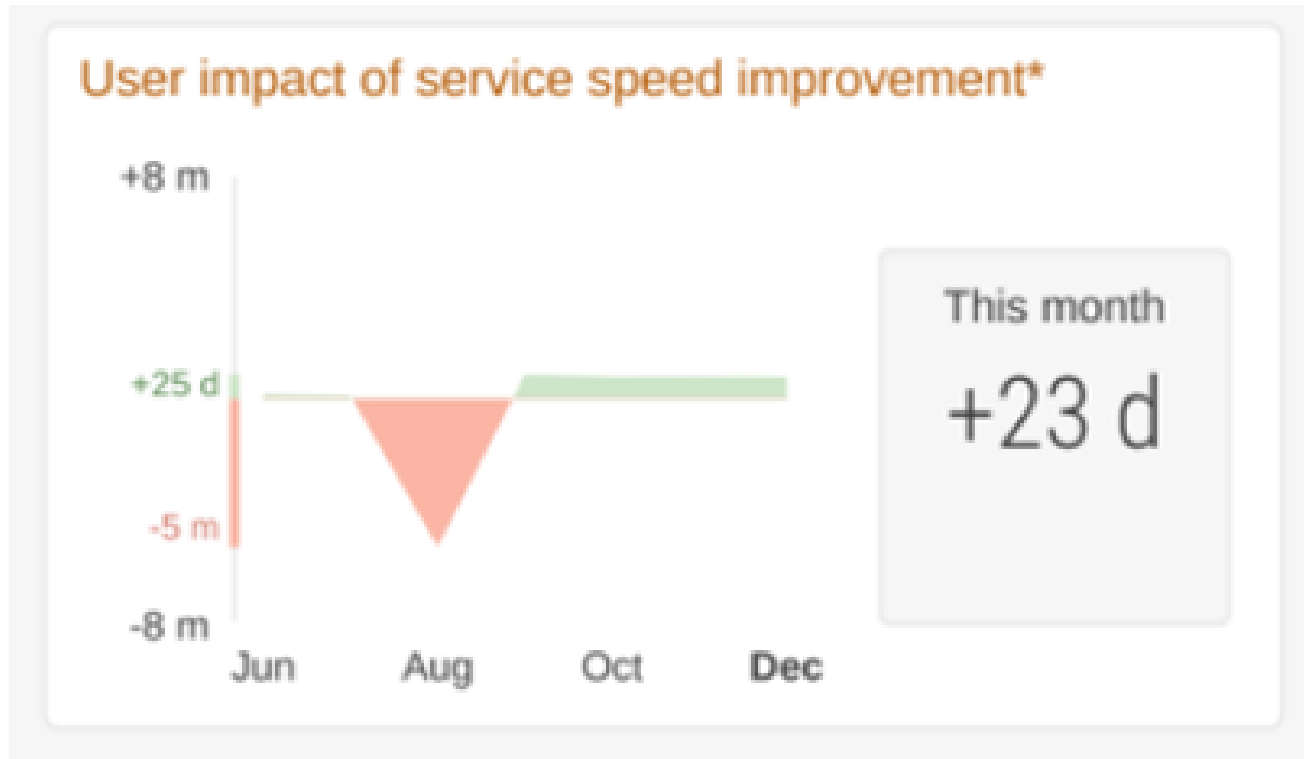 User impact of service speed improvement*
+8 m
+25 d
-5 m
-8 m
Jun Aug Oct Dec
This month
+23 d